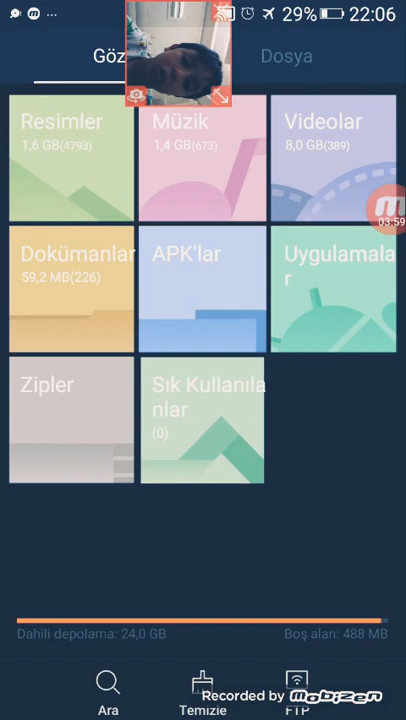 ... 29% 22:06
Göz
Dosya
Resimler
1,6 GB(4793)
Müzik
1,4 GB(673)
Videolar
8,0 GB(389)
03:59
Dokümanlar
59,2 MB(226)
APK'lar
Uygulamala
r
Zipler
Sık Kullanıla
nlar
(0)
Dahili depolama: 24,0 GB
Boş alan: 488 MB
Ara
Temizle
FTP
Recorded by mobizen